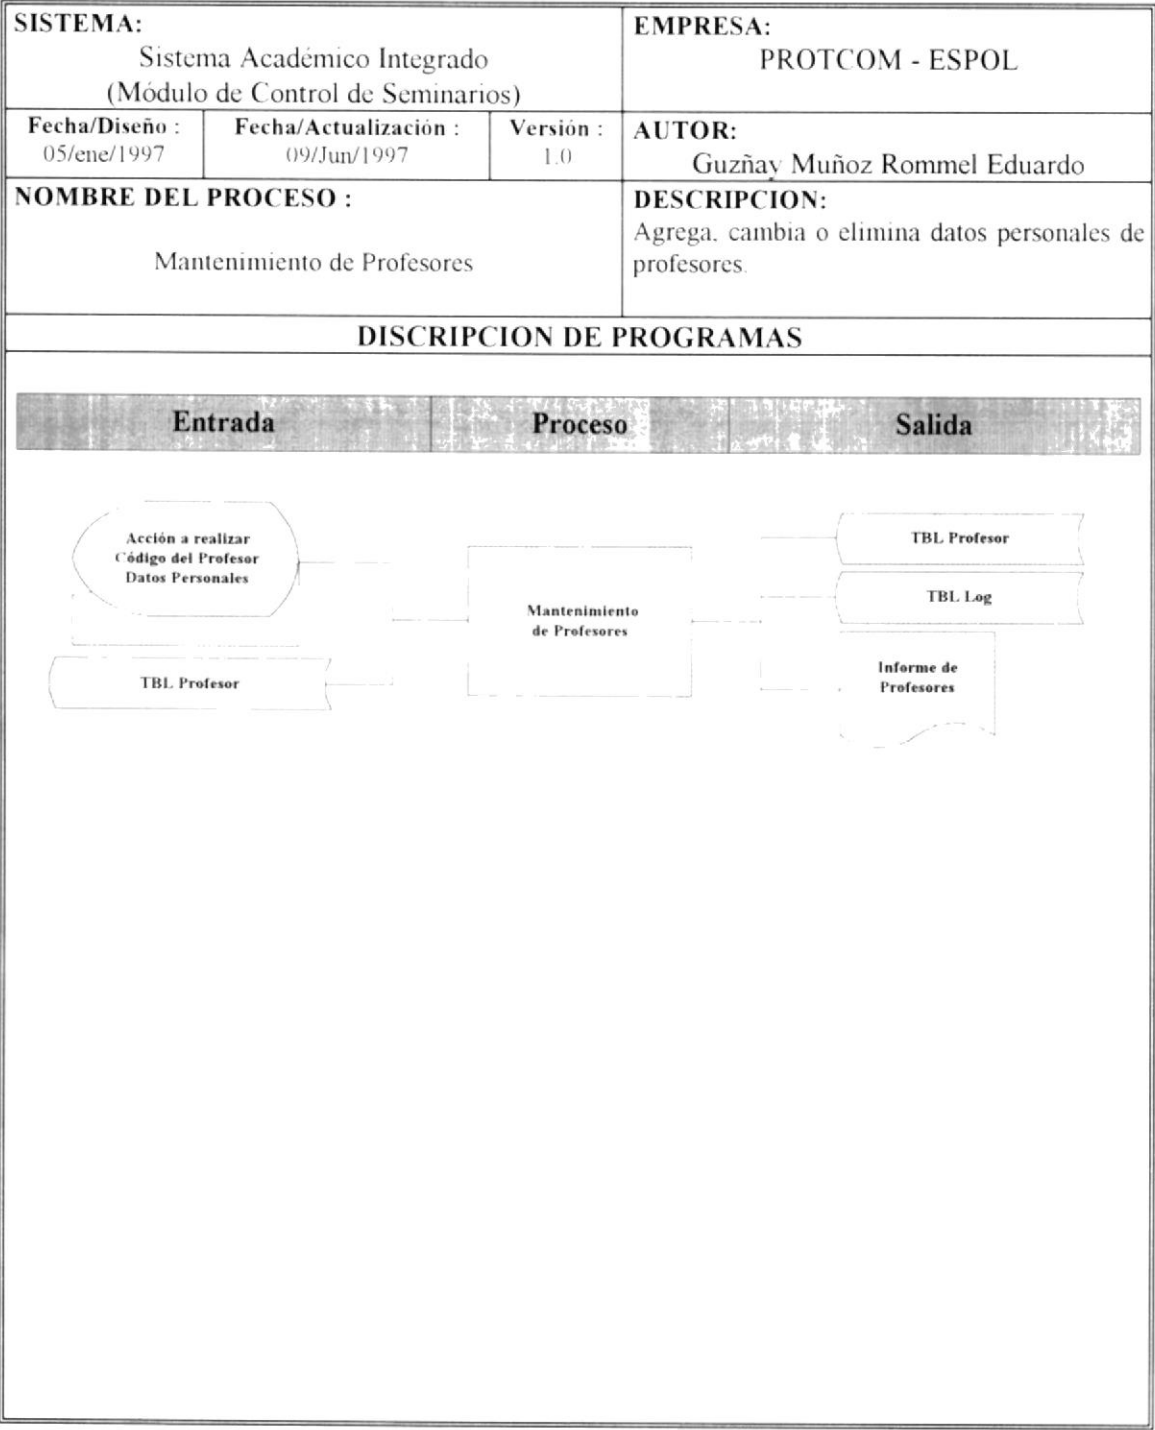 SISTEMA:
Sistema Académico Integrado
(Módulo de Control de Seminarios)
EMPRESA:
PROTCOM - ESPOL
Fecha/Diseño :
05/ene/1997
Fecha/Actualización :
09/Jun/1997
Versión :
1.0
AUTOR:
Guzñay Muñoz Rommel Eduardo
NOMBRE DEL PROCESO :
Mantenimiento de Profesores
DESCRIPCION:
Agrega, cambia o elimina datos personales de
profesores.
DISCRIPCION DE PROGRAMAS
Entrada
Proceso
Salida
Acción a realizar
Código del Profesor
Datos Personales
TBL Profesor
Mantenimiento
de Profesores
TBL Profesor
TBL Log
Informe de
Profesores